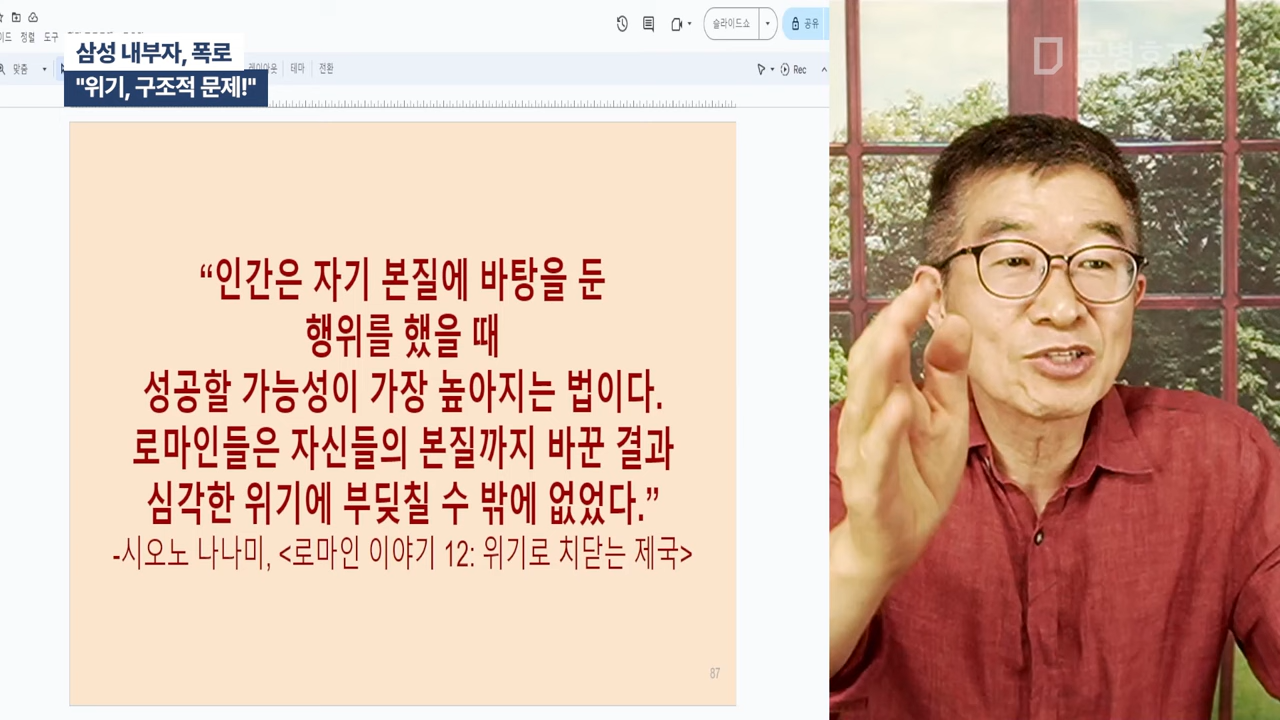 슬라이드쇼
공유
정렬 도구
삼성 내부자, 폭로
"위기, 구조적 문제!"
맞춤
테마
전환
Rec
“인간은 자기 본질에 바탕을 둔
행위를 했을 때
성공할 가능성이 가장 높아지는 법이다.
로마인들은 자신들의 본질까지 바꾼 결과
심각한 위기에 부딪칠 수 밖에 없었다.”
-시오노 나나미, <로마인 이야기 12: 위기로 치닫는 제국>
87